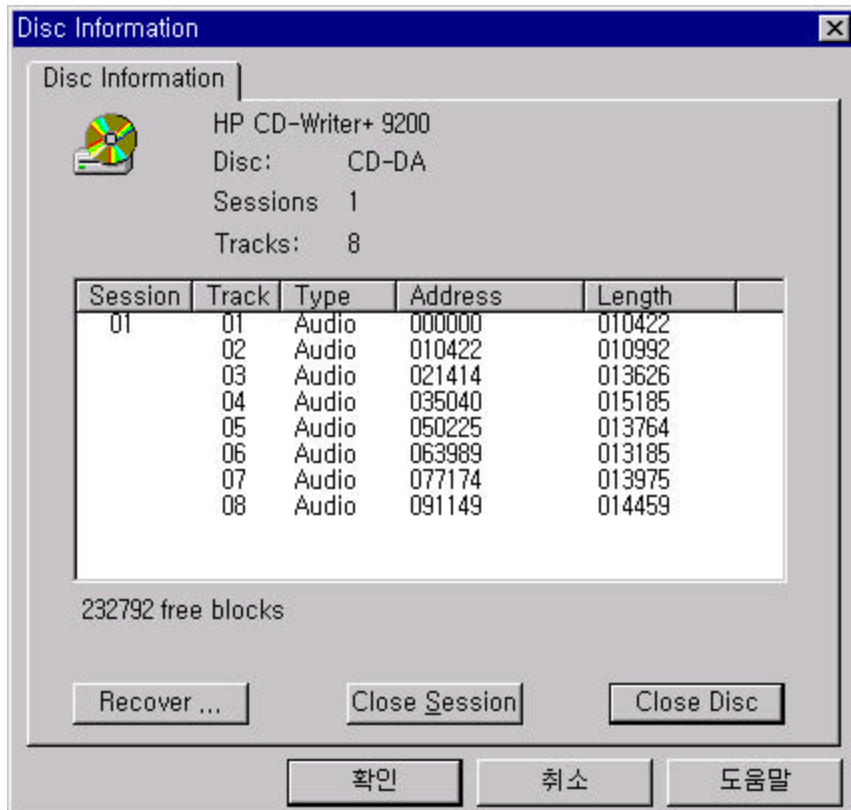 Disc Information
Disc Information
HP CD-Writer+ 9200
Disc: CD-DA
Sessions 1
Tracks: 8
Session Track Type Address Length
01 01 Audio 000000 010422
02 Audio 010422 010992
03 Audio 021414 013626
04 Audio 035040 015185
05 Audio 050225 013764
06 Audio 063989 013185
07 Audio 077174 013975
08 Audio 091149 014459
232792 free blocks
Recover ... Close Session Close Disc
확인 취소 도움말